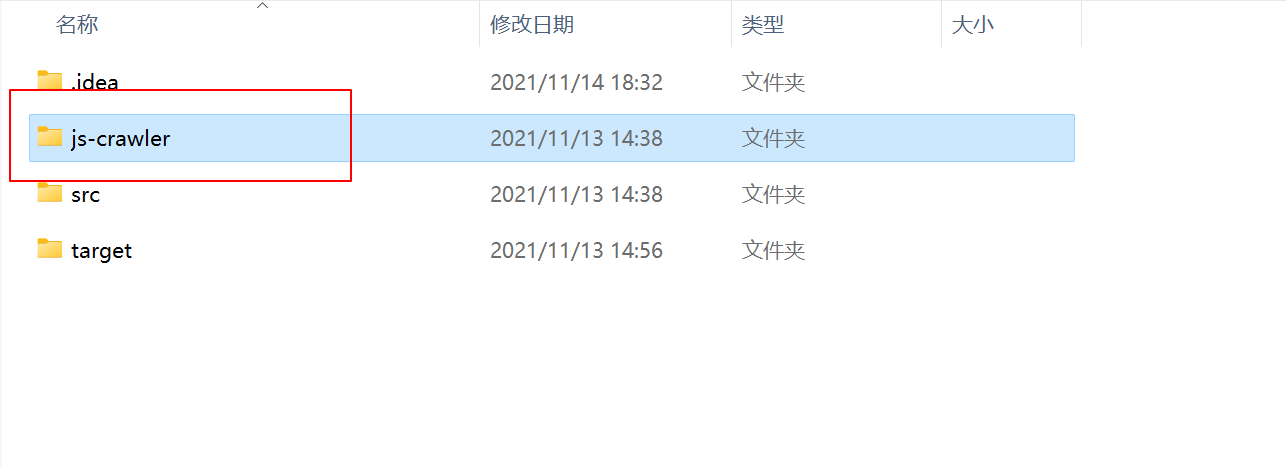 名称 修改日期 类型 大小
.idea 2021/11/14 18:32 文件夹
js-crawler 2021/11/13 14:38 文件夹
src 2021/11/13 14:38 文件夹
target 2021/11/13 14:56 文件夹